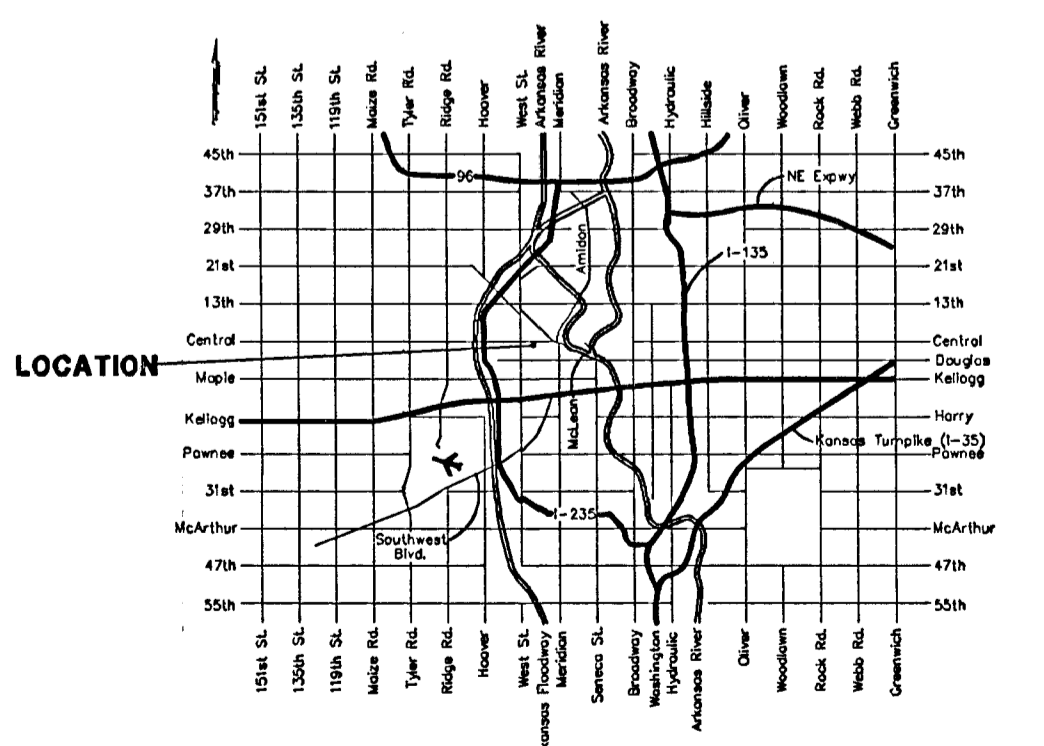 151st St.
135th St.
119th St.
Maize Rd.
Tyler Rd.
Ridge Rd.
Hoover
West St.
Arkansas River
Meridian
Arkansas River
Broadway
Hydraulic
Hillside
Oliver
Woodlawn
Rock Rd.
Webb Rd.
Greenwich
45th
45th
96
NE Expwy
37th
37th
29th
29th
Amidon
I-135
21st
21st
13th
13th
Central
Central
LOCATION
Douglas
Maple
Kellogg
McLean
Kellogg
Harry
Kansas Turnpike (I-35)
Pawnee
Pawnee
31st
31st
I-235
McArthur
McArthur
Southwest
Blvd.
47th
47th
55th
55th
151st St.
135th St.
119th St.
Maize Rd.
Tyler Rd.
Ridge Rd.
Hoover
West St.
kansas Floodway
Meridian
Seneca St.
Broadway
Washington
Hydraulic
Arkansas River
Oliver
Woodlawn
Rock Rd.
Webb Rd.
Greenwich